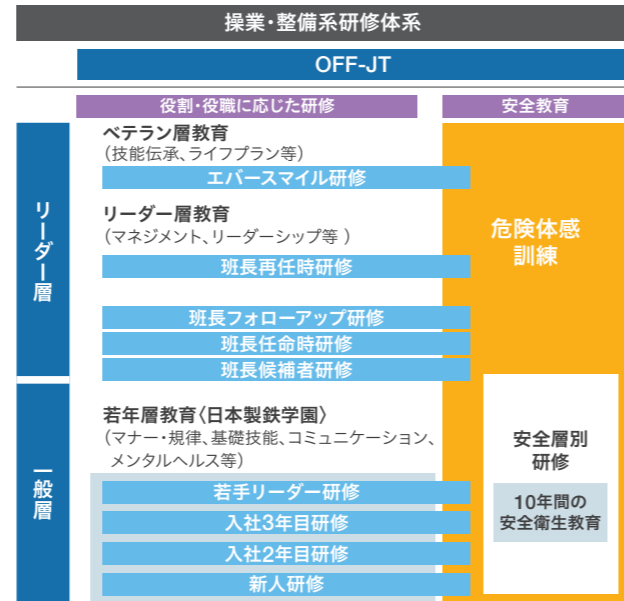 操業・整備系研修体系
OFF-JT
役割・役職に応じた研修
安全教育
リーダー層
ベテラン層教育
（技能伝承、ライフプラン等）
エバースマイル研修
リーダー層教育
（マネジメント、リーダーシップ等 ）
班長再任時研修
班長フォローアップ研修
班長任命時研修
班長候補者研修
危険体感
訓練
一般層
若年層教育〈日本製鉄学園〉
（マナー・規律、基礎技能、コミュニケーション、
メンタルヘルス等）
若手リーダー研修
入社3年目研修
入社2年目研修
新人研修
安全層別
研修
10年間の
安全衛生教育